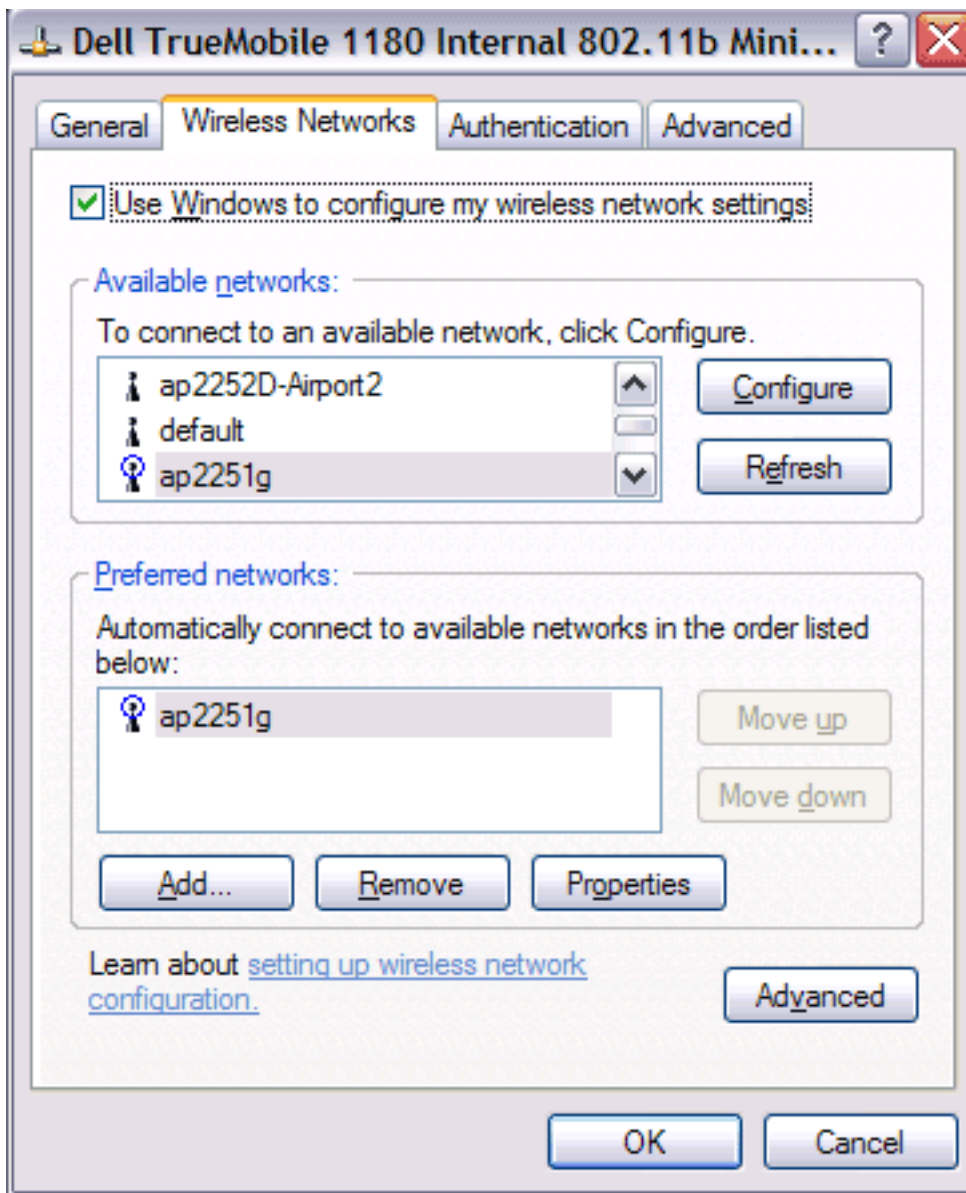 Dell TrueMobile 1180 Internal 802.11b Mini...
General Wireless Networks Authentication Advanced
Use Windows to configure my wireless network settings
Available networks:
To connect to an available network, click Configure.
ap2252D-Airport2
default
ap2251g
Configure
Refresh
Preferred networks:
Automatically connect to available networks in the order listed
below:
ap2251g
Move up
Move down
Add... Remove Properties
Learn about setting up wireless network
configuration.
Advanced
OK Cancel